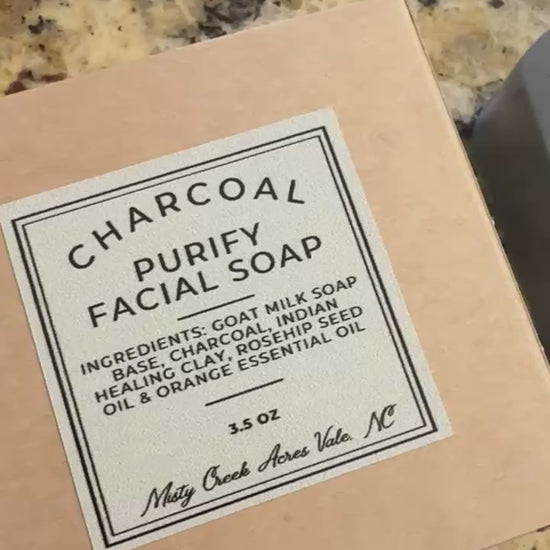 CHARCOAL
PURIFY
FACIAL SOAP
INGREDIENTS: GOAT MILK SOAP
BASE, CHARCOAL, INDIAN
HEALING CLAY, ROSEHIP SEED
OIL & ORANGE ESSENTIAL OIL
3.5 OZ
Misty Creek Acres Vale, NC